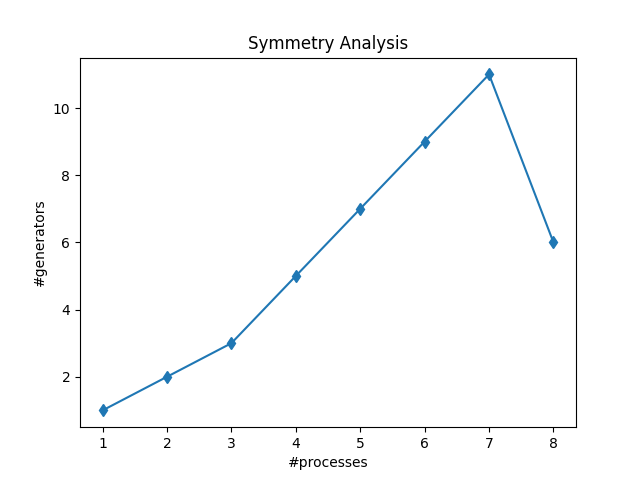 Symmetry Analysis
10
8
6
4
2
#generators
1 2 3 4 5 6 7 8
#processes